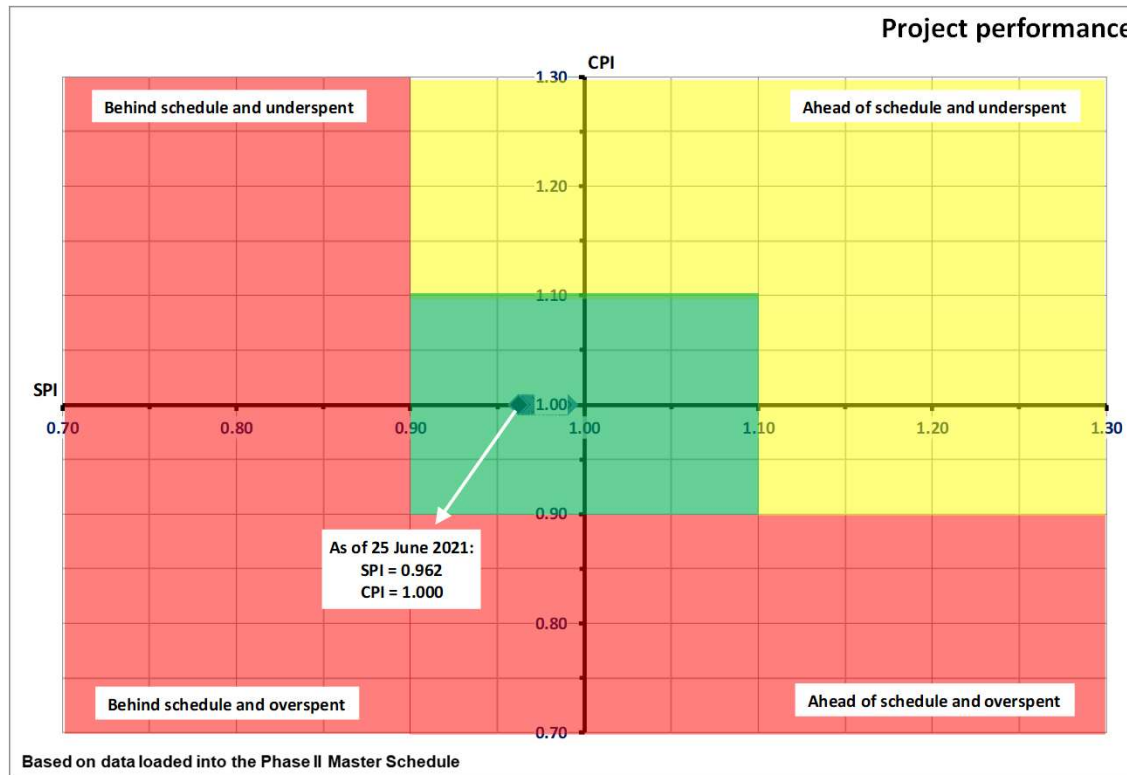 Project performance
CPI
1.30
Behind schedule and underspent
Ahead of schedule and underspent
1.20
1.10
SPI
1.00
0.70
0.80
0.90
1.00
1.10
1.20
1.30
0.90
As of 25 June 2021:
SPI = 0.962
CPI = 1.000
0.80
Behind schedule and overspent
Ahead of schedule and overspent
0.70
Based on data loaded into the Phase II Master Schedule